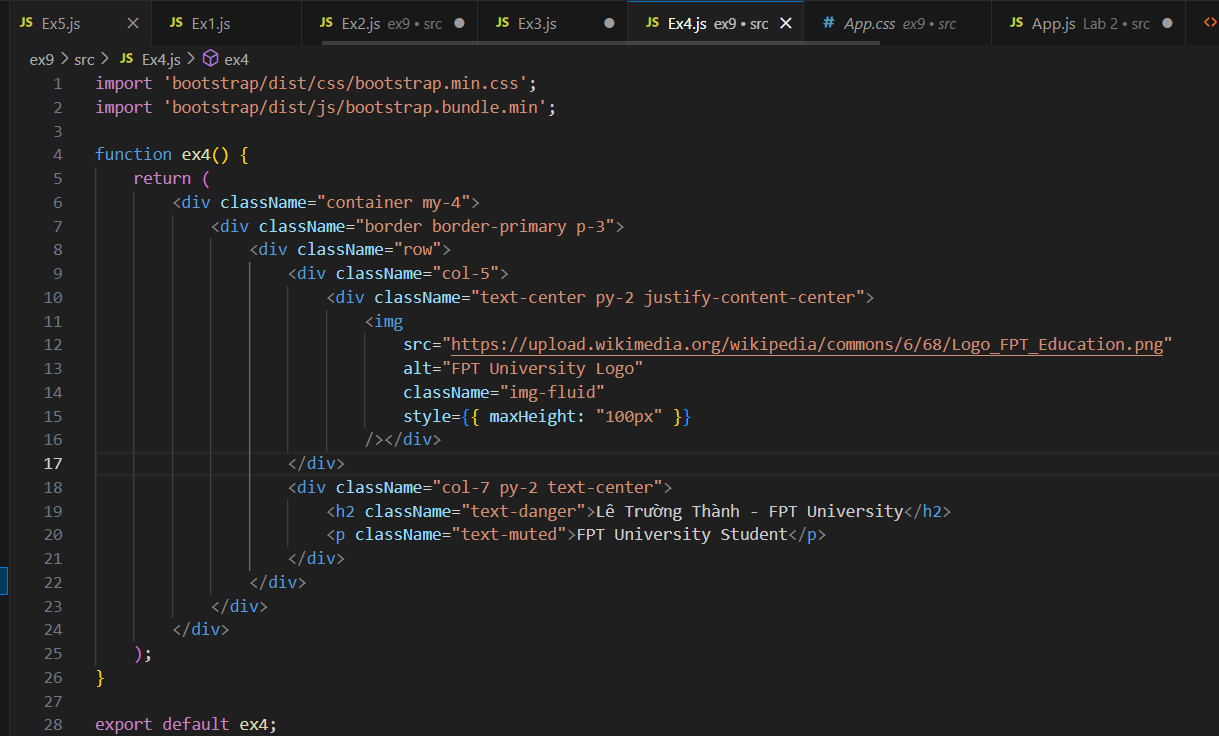 JS Ex5.js × JS Ex1.js JS Ex2.js ex9 • src ● JS Ex3.js ● JS Ex4.js ex9 • src × # App.css ex9 • src JS App.js Lab 2 • src ● <>
ex9 > src > JS Ex4.js > ex4
1 import 'bootstrap/dist/css/bootstrap.min.css';
2 import 'bootstrap/dist/js/bootstrap.bundle.min';
3
4 function ex4() {
5 return (
6 <div className="container my-4">
7 <div className="border border-primary p-3">
8 <div className="row">
9 <div className="col-5">
10 <div className="text-center py-2 justify-content-center">
11 <img
12 src="https://upload.wikimedia.org/wikipedia/commons/6/68/Logo_FPT_Education.png"
13 alt="FPT University Logo"
14 className="img-fluid"
15 style={{ maxHeight: "100px" }}
16 /></div>
17 </div>
18 <div className="col-7 py-2 text-center">
19 <h2 className="text-danger">Lê Trường Thành - FPT University</h2>
20 <p className="text-muted">FPT University Student</p>
21 </div>
22 </div>
23 </div>
24 </div>
25 );
26 }
27
28 export default ex4;